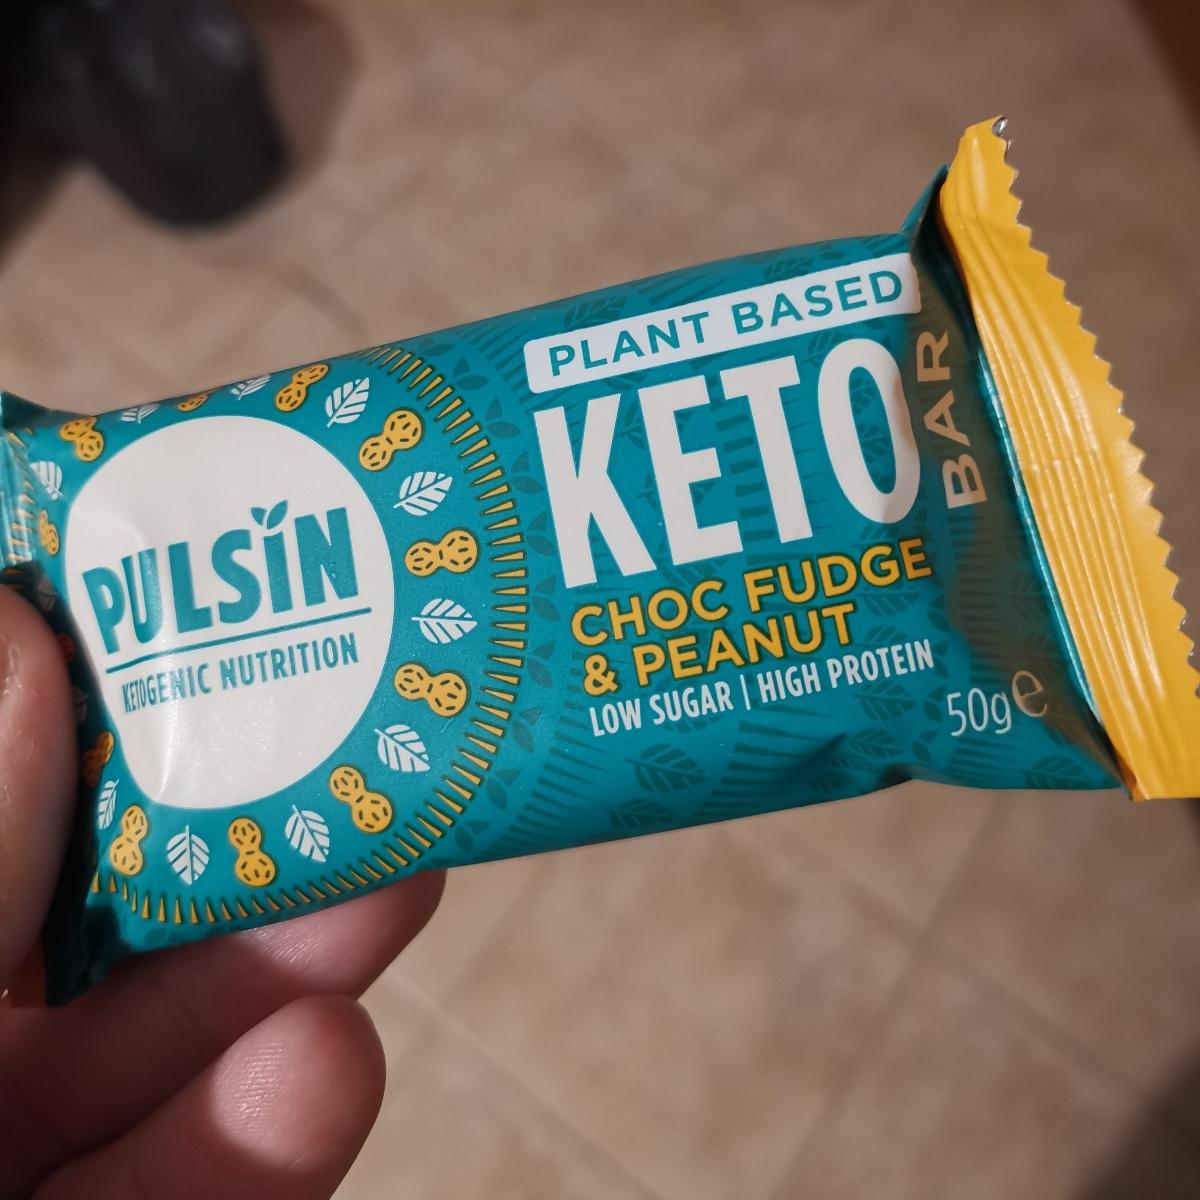 PULSiN
KETOGENIC NUTRITION
PLANT BASED
KETO
BAR
CHOC FUDGE
& PEANUT
LOW SUGAR | HIGH PROTEIN
50g e